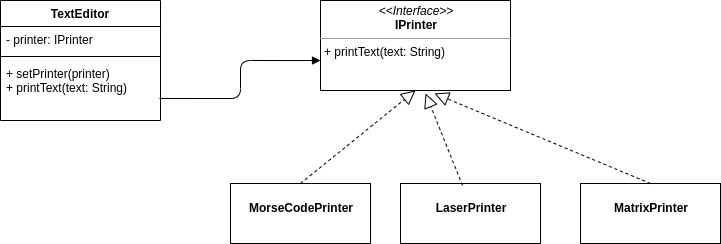 TextEditor
- printer: IPrinter
+ setPrinter(printer)
+ printText(text: String)
<<Interface>>
IPrinter
+ printText(text: String)
MorseCodePrinter
LaserPrinter
MatrixPrinter